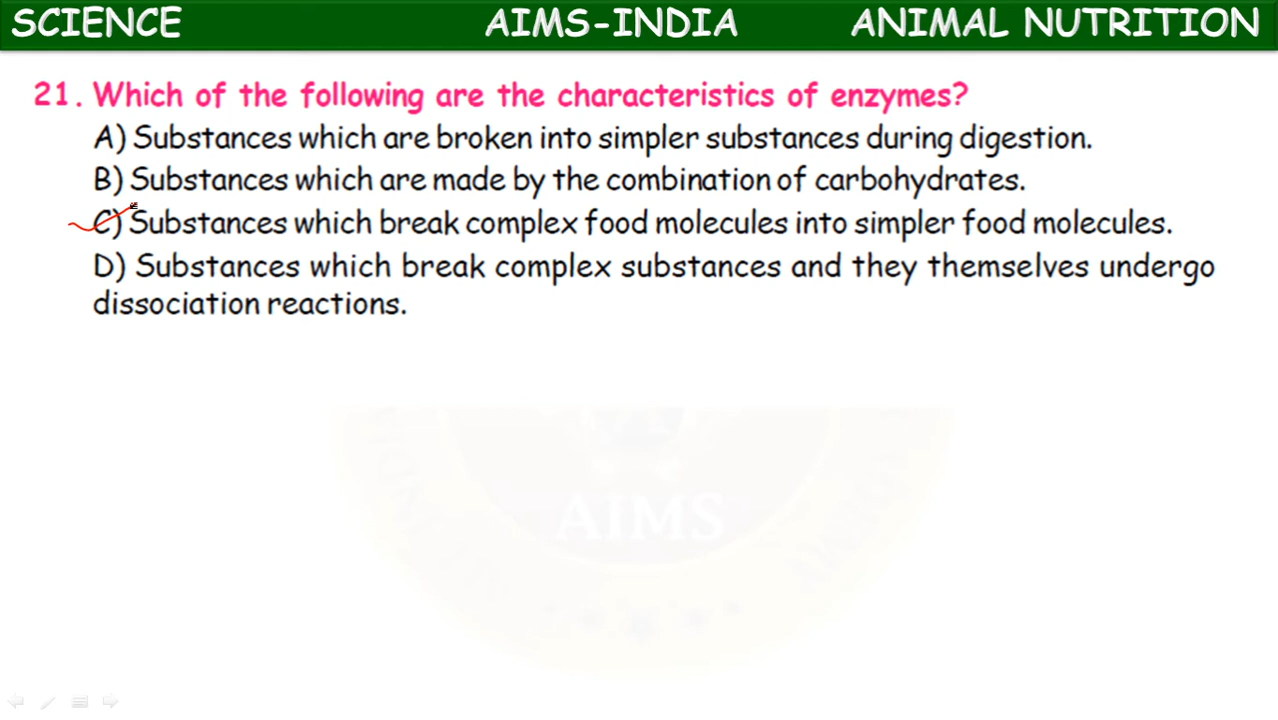 SCIENCE AIMS-INDIA ANIMAL NUTRITION
21. Which of the following are the characteristics of enzymes?
A) Substances which are broken into simpler substances during digestion.
B) Substances which are made by the combination of carbohydrates.
C) Substances which break complex food molecules into simpler food molecules.
D) Substances which break complex substances and they themselves undergo
dissociation reactions.
AIMS